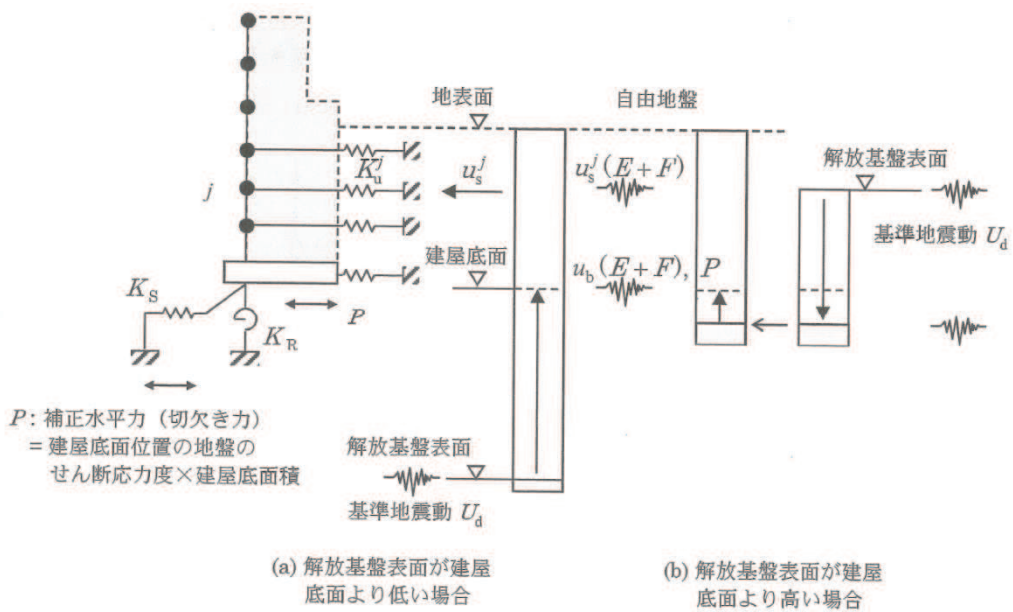 地表面
自由地盤
解放基盤表面
K_u^j
u_s^j
u_s^j (E + F)
j
基準地震動 U_d
建屋底面
u_b (E + F), P
K_S
P
K_R
P: 補正水平力（切欠き力）
= 建屋底面位置の地盤の
せん断応力度×建屋底面積
解放基盤表面
基準地震動 U_d
(a) 解放基盤表面が建屋
底面より低い場合
(b) 解放基盤表面が建屋
底面より高い場合